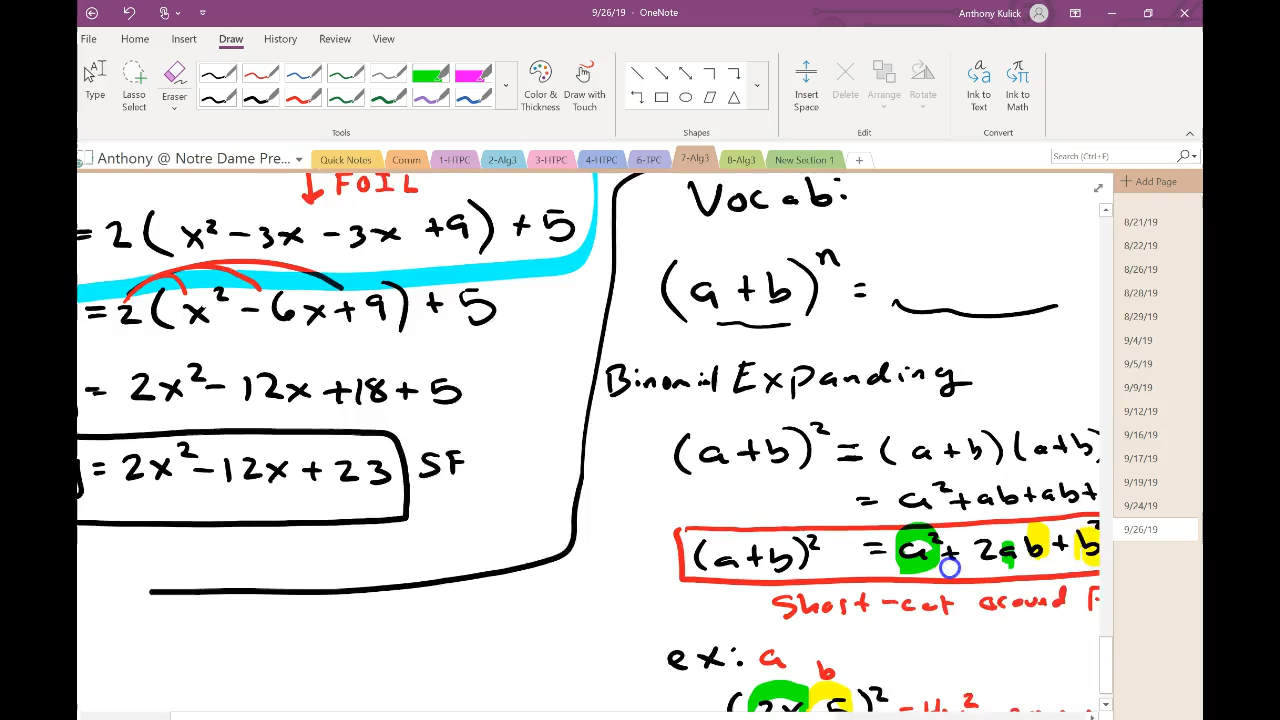 9/26/19 - OneNote
Anthony Kulick
File Home Insert Draw History Review View
Type
Lasso Select
Eraser
Color & Thickness
Draw with Touch
Insert Space
Delete
Arrange
Rotate
Ink to Text
Ink to Math
Tools
Shapes
Edit
Convert
Anthony @ Notre Dame Pre...
Quick Notes Comm 1-HTPC 2-Alg3 3-HTPC 4-HTPC 6-TPC 7-Alg3 8-Alg3 New Section 1 +
Search (Ctrl+E)
+ Add Page
8/21/19
8/22/19
8/26/19
8/28/19
8/29/19
9/4/19
9/5/19
9/9/19
9/12/19
9/16/19
9/17/19
9/19/19
9/24/19
9/26/19
↓ FOIL
= 2(x² - 3x - 3x + 9) + 5
= 2(x² - 6x + 9) + 5
= 2x² - 12x + 18 + 5
= 2x² - 12x + 23 SF
Vocab:
(a + b)ⁿ =
Binomial Expanding
(a + b)² = (a + b)(a + b)
= a² + ab + ab +
(a + b)² = a² + 2ab + b²
Short-cut around
ex: a
b